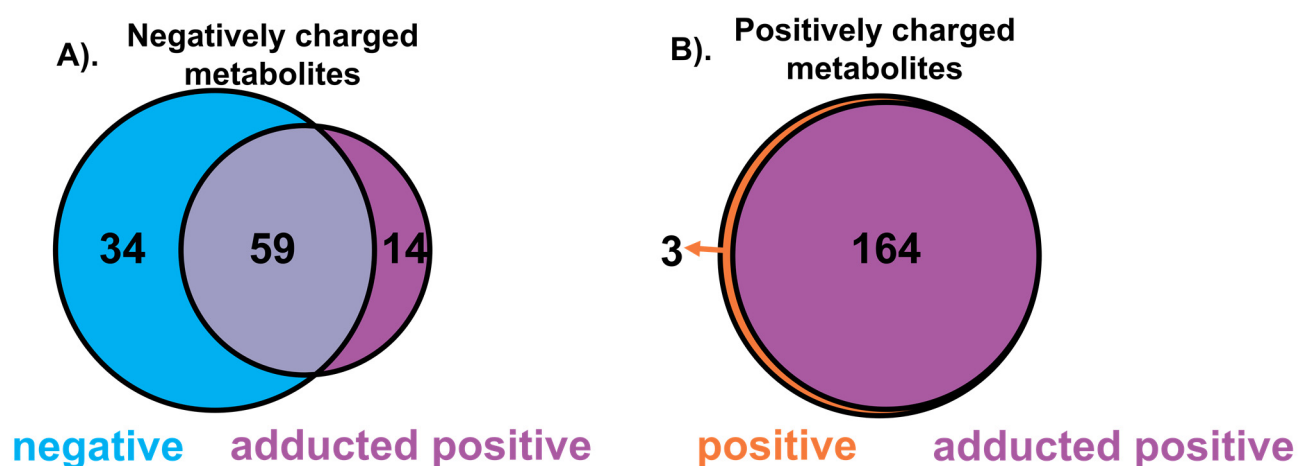 A).
Negatively charged
metabolites
34
59
14
negative
adducted positive
B).
Positively charged
metabolites
3
164
positive
adducted positive